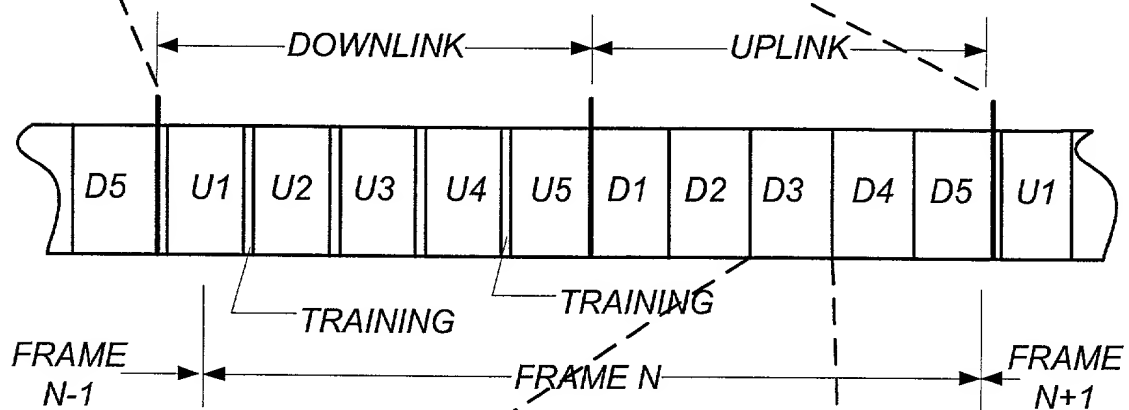 DOWNLINK UPLINK
D5 U1 U2 U3 U4 U5 D1 D2 D3 D4 D5 U1
TRAINING TRAINING
FRAME N-1 FRAME N FRAME N+1